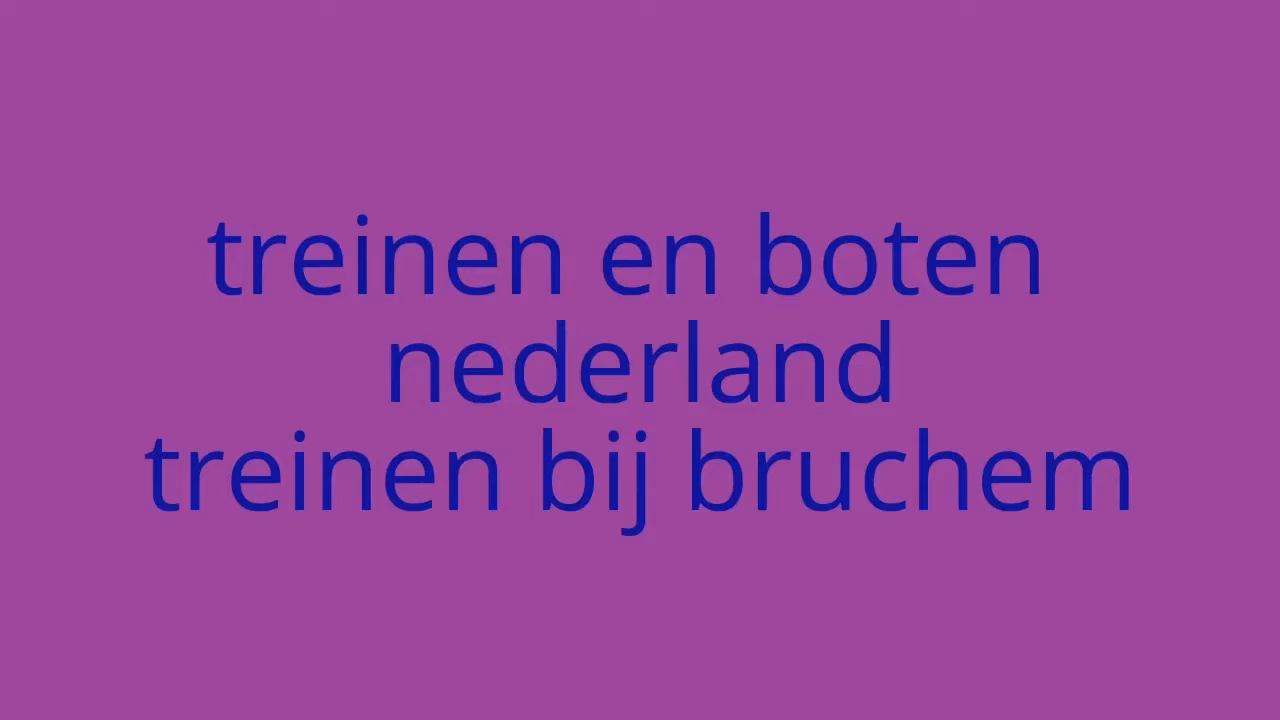 treinen en boten
nederland
treinen bij bruchem